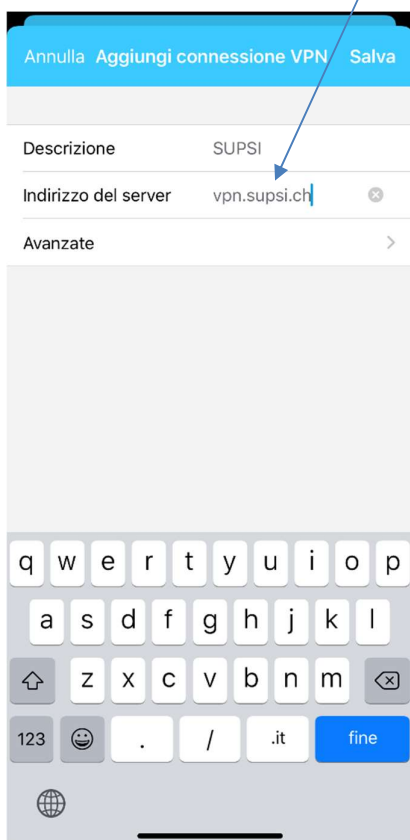 Annulla Aggiungi connessione VPN Salva
Descrizione SUPSI
Indirizzo del server vpn.supsi.ch
Avanzate
q w e r t y u i o p
a s d f g h j k l
z x c v b n m
123 . / .it fine